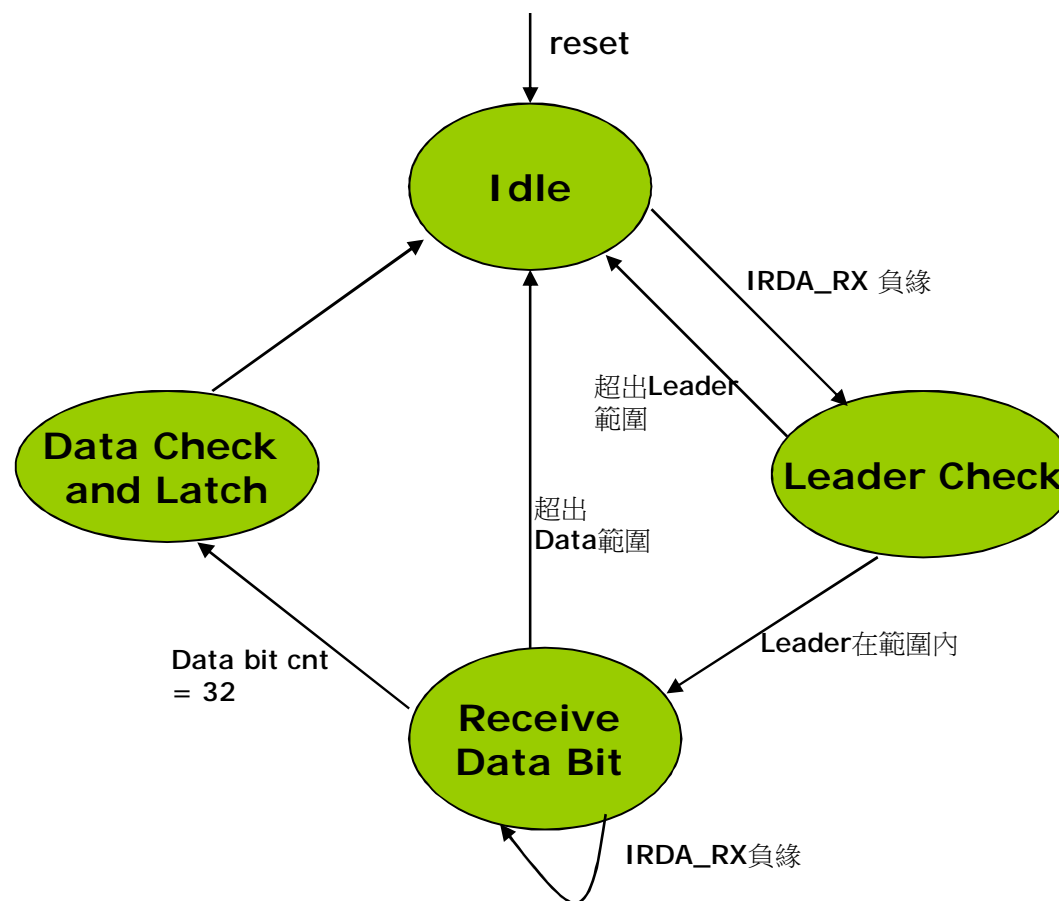 reset
Idle
IRDA_RX 負緣
超出Leader
範圍
Data Check
and Latch
Leader Check
超出
Data範圍
Leader在範圍內
Data bit cnt
= 32
Receive
Data Bit
IRDA_RX負緣